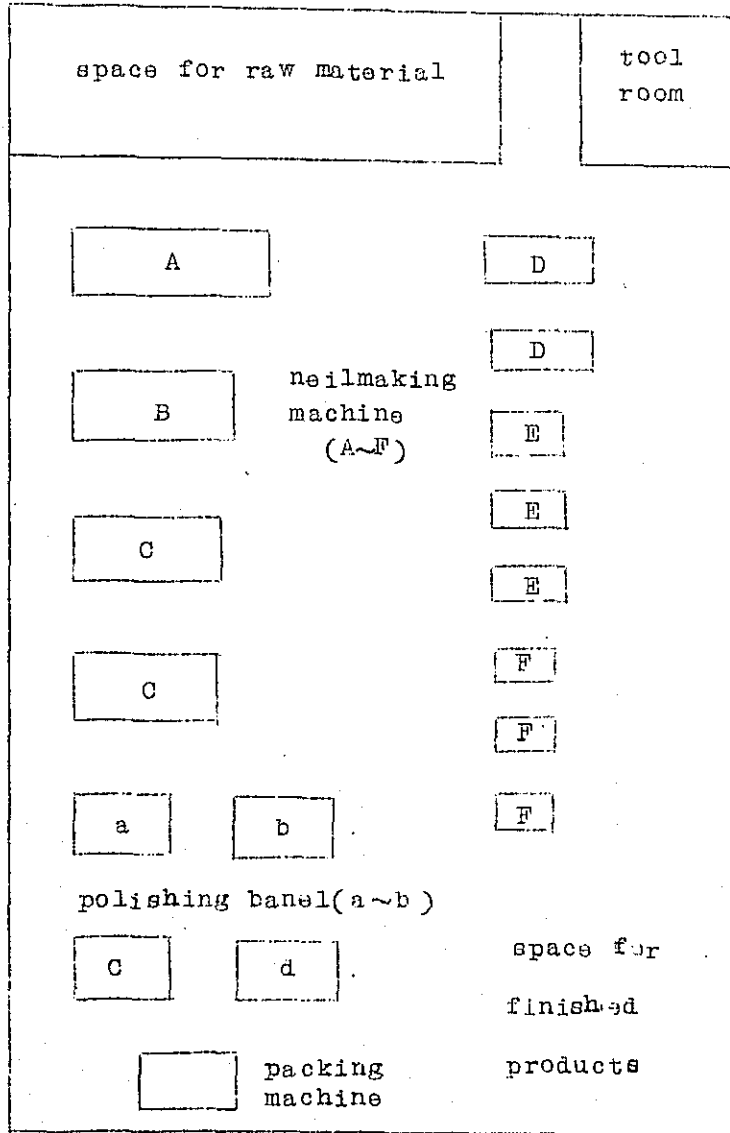 space for raw material
tool
room
A
D
D
B
neilmaking
machine
(A~F)
E
E
C
E
C
F
F
F
a
b
polishing banel(a~b)
C
d
space for
finished
products
packing
machine